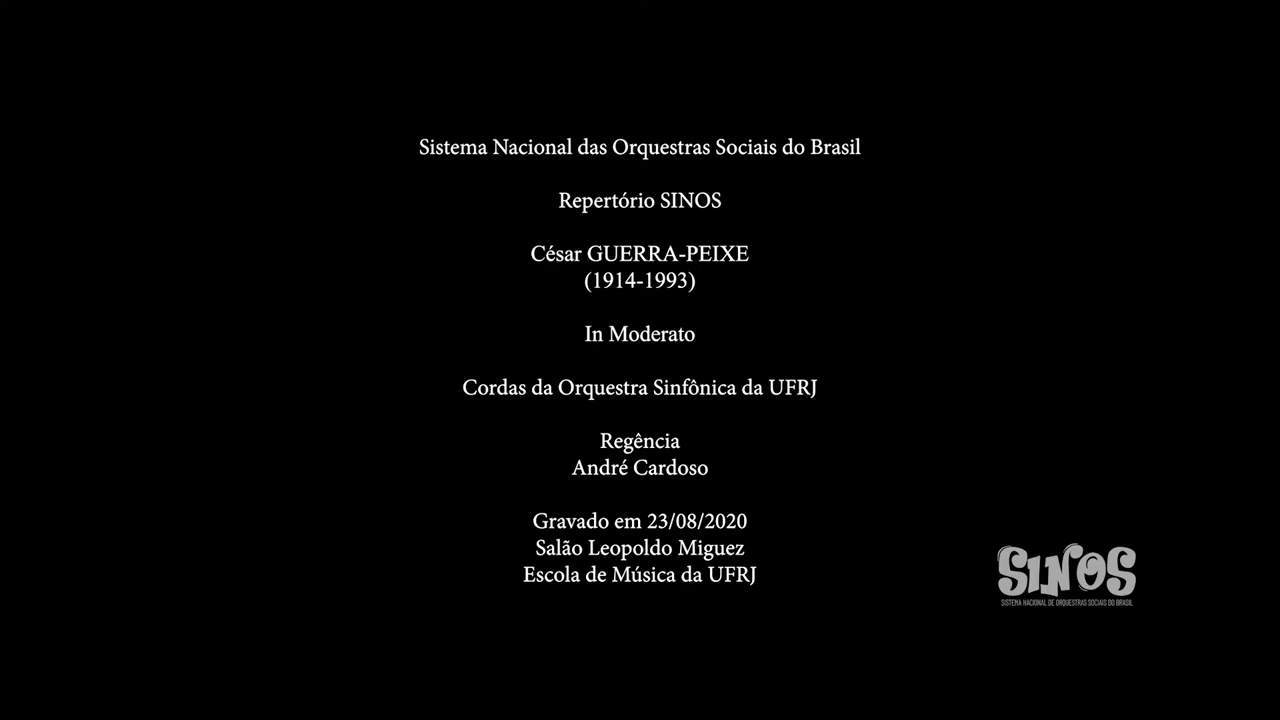 Sistema Nacional das Orquestras Sociais do Brasil
Repertório SINOS
César GUERRA-PEIXE
(1914-1993)
In Moderato
Cordas da Orquestra Sinfônica da UFRJ
Regência
André Cardoso
Gravado em 23/08/2020
Salão Leopoldo Miguez
Escola de Música da UFRJ
SINOS
SISTEMA NACIONAL DE ORQUESTRAS SOCIAIS DO BRASIL